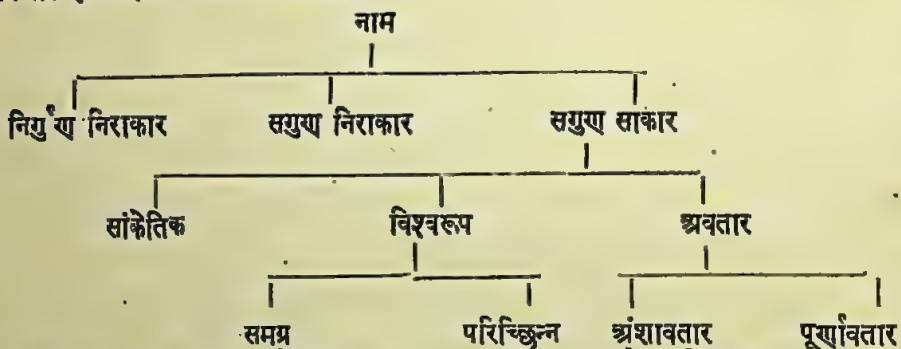 नाम
निर्गुण निराकार सगुण निराकार सगुण साकार
सांकेतिक विश्वरूप अवतार
समग्र परिच्छिन्न अंशावतार पूर्णावतार